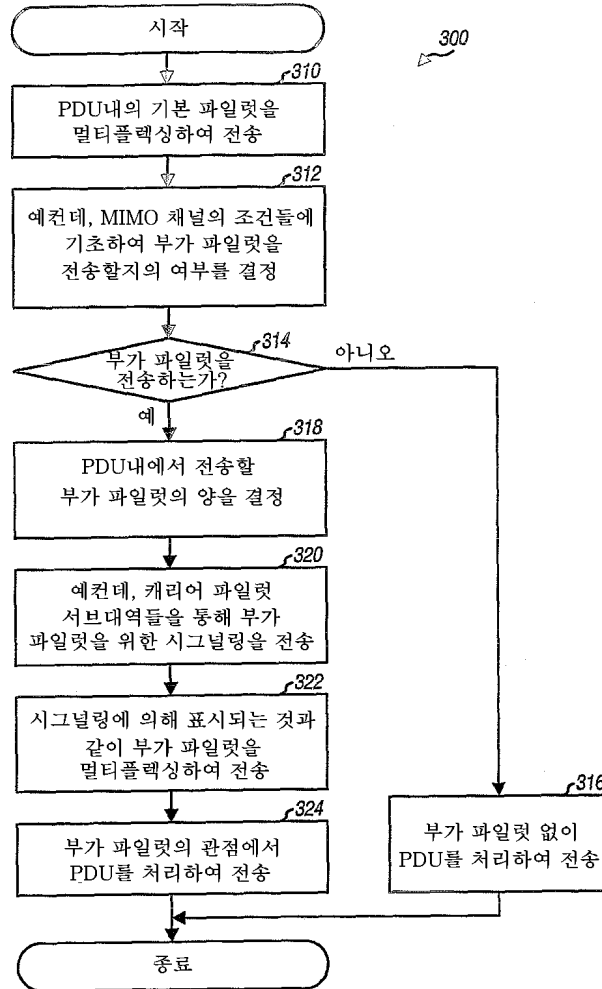 시작
300
310
PDU내의 기본 파일럿을
멀티플렉싱하여 전송
312
예컨데, MIMO 채널의 조건들에
기초하여 부가 파일럿을
전송할지의 여부를 결정
314
부가 파일럿을
전송하는가?
아니오
예
318
PDU내에서 전송할
부가 파일럿의 양을 결정
320
예컨데, 캐리어 파일럿
서브대역들을 통해 부가
파일럿을 위한 시그널링을 전송
322
시그널링에 의해 표시되는 것과
같이 부가 파일럿을
멀티플렉싱하여 전송
324
부가 파일럿의 관점에서
PDU를 처리하여 전송
316
부가 파일럿 없이
PDU를 처리하여 전송
종료